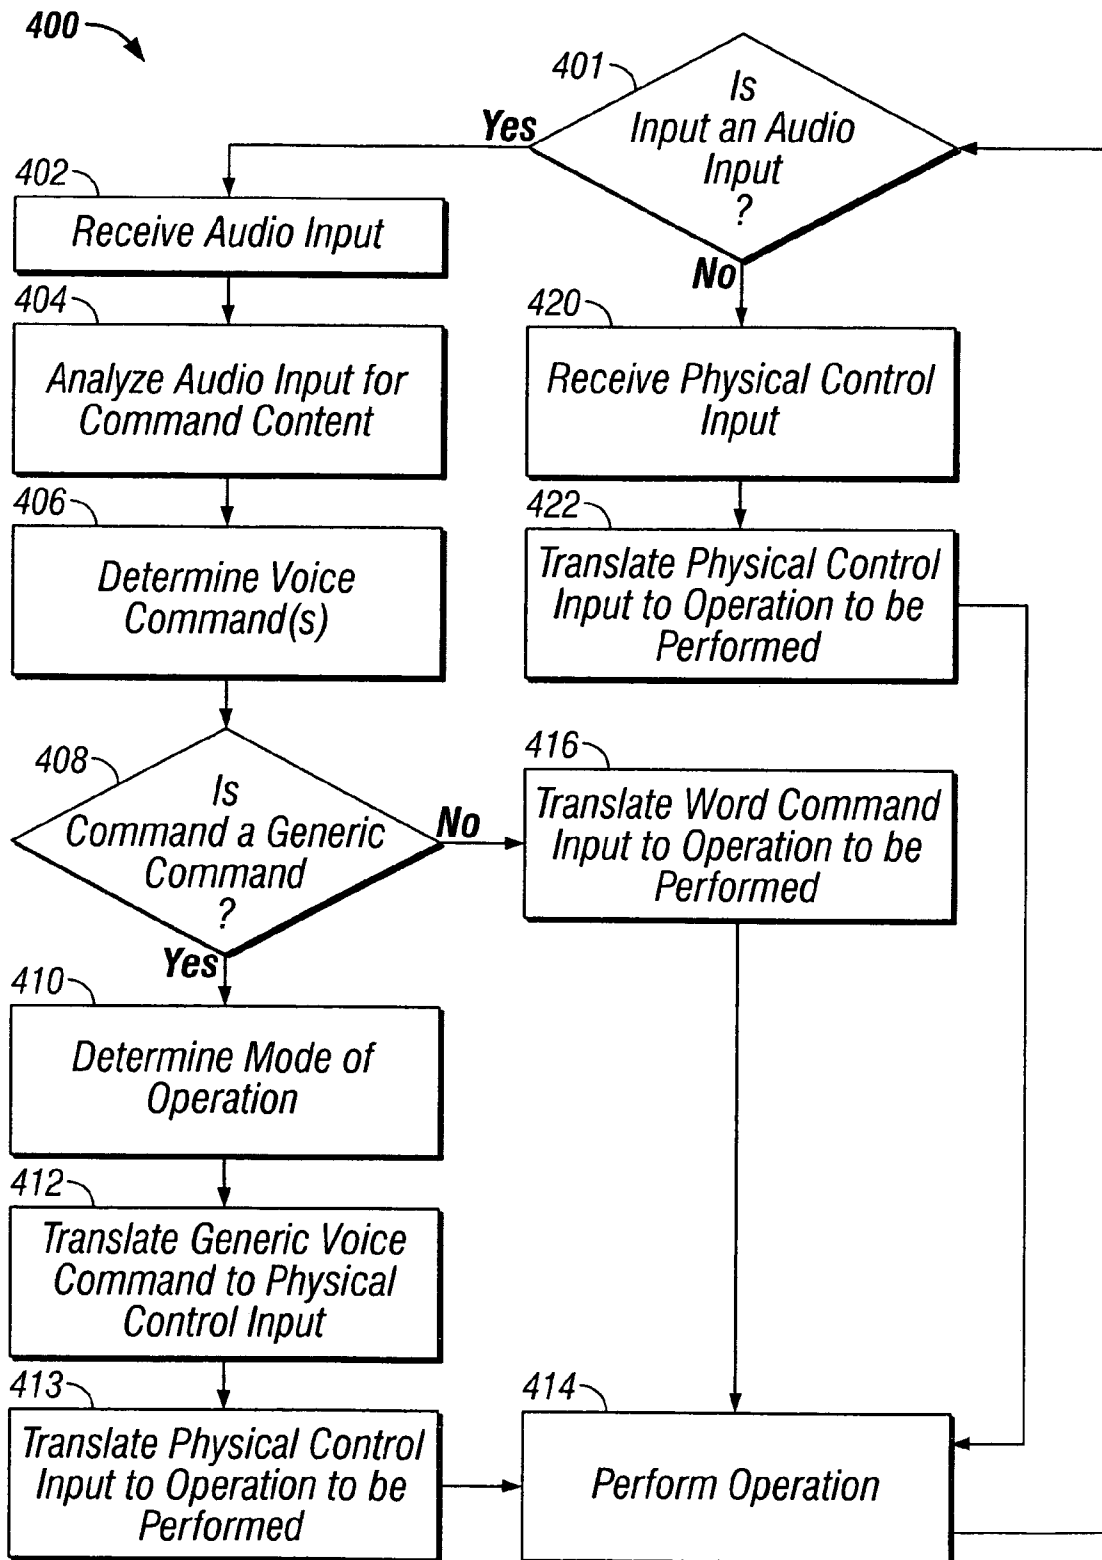 400
401
Is
Input an Audio
Input
?
Yes
No
402
Receive Audio Input
404
Analyze Audio Input for
Command Content
406
Determine Voice
Command(s)
408
Is
Command a Generic
Command
?
No
Yes
410
Determine Mode of
Operation
412
Translate Generic Voice
Command to Physical
Control Input
413
Translate Physical Control
Input to Operation to be
Performed
420
Receive Physical Control
Input
422
Translate Physical Control
Input to Operation to be
Performed
416
Translate Word Command
Input to Operation to be
Performed
414
Perform Operation